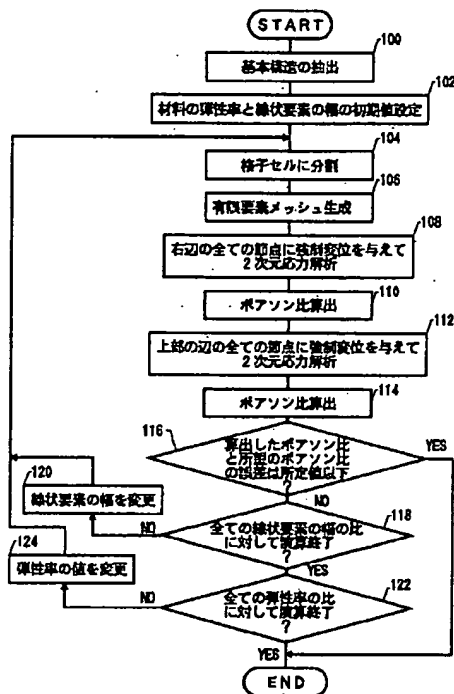 START
100
基本構造の抽出
102
材料の弾性率と線状要素の幅の初期値設定
104
格子セルに分割
106
有限要素メッシュ生成
108
右辺の全ての節点に強制変位を与えて
2次元応力解析
110
ポアソン比算出
112
上部の辺の全ての節点に強制変位を与えて
2次元応力解析
114
ポアソン比算出
116
算出したポアソン比
と所望のポアソン比
の誤差は所定値以下
?
YES
NO
120
線状要素の幅を変更
118
全ての線状要素の幅の比
に対して演算終了
?
NO
YES
124
弾性率の値を変更
122
全ての弾性率の比
に対して演算終了
?
NO
YES
END